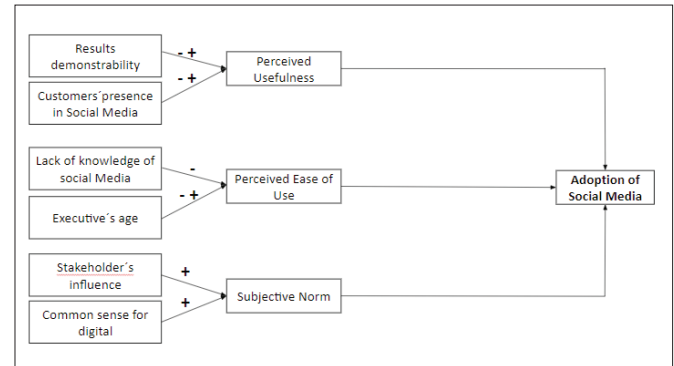 Results
demonstrability
- +
Perceived
Usefulness
Customers´presence
in Social Media
- +
Lack of knowledge of
social Media
-
Perceived Ease of
Use
Executive´s age
- +
Adoption of
Social Media
Stakeholder´s
influence
+
Subjective Norm
Common sense for
digital
+